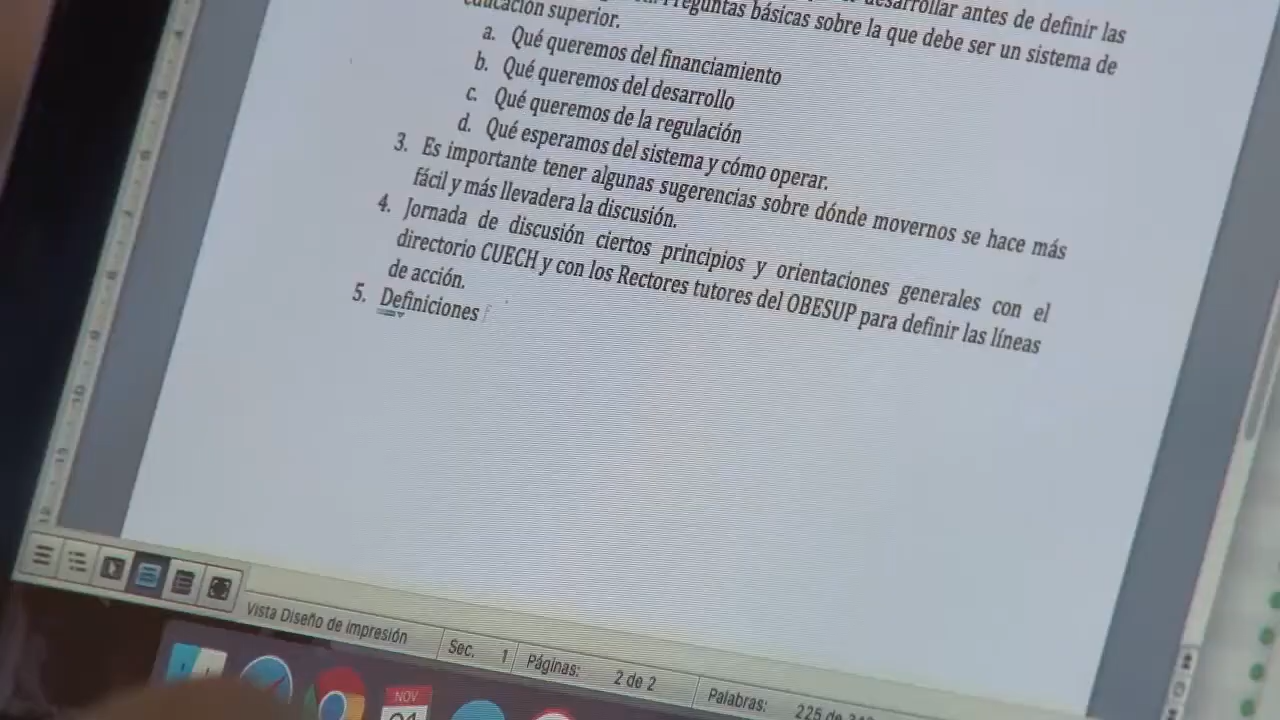 desarrollar antes de definir las
Preguntas básicas sobre la que debe ser un sistema de
educación superior.
a. Qué queremos del financiamiento
b. Qué queremos del desarrollo
c. Qué queremos de la regulación
d. Qué esperamos del sistema y cómo operar.
3. Es importante tener algunas sugerencias sobre dónde movernos se hace más
fácil y más llevadera la discusión.
4. Jornada de discusión ciertos principios y orientaciones generales con el
directorio CUECH y con los Rectores tutores del OBESUP para definir las líneas
de acción.
5. Definiciones
Vista Diseño de impresión Sec. 1 Páginas: 2 de 2 Palabras: 225 de
NOV